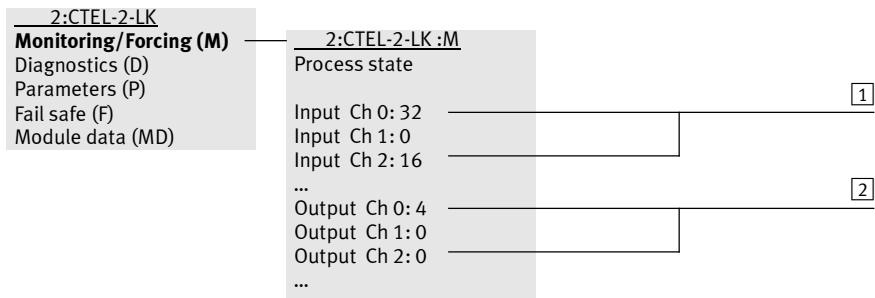 2:CTEL-2-LK
Monitoring/Forcing (M)
Diagnostics (D)
Parameters (P)
Fail safe (F)
Module data (MD)
2:CTEL-2-LK :M
Process state
Input Ch 0: 32
Input Ch 1: 0
Input Ch 2: 16
...
Output Ch 0: 4
Output Ch 1: 0
Output Ch 2: 0
...
1
2